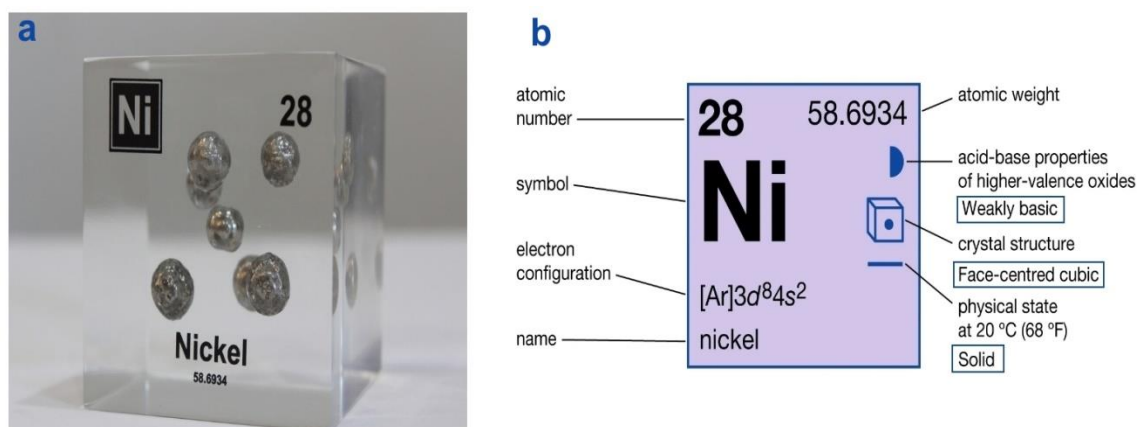 a
Ni
28
Nickel
58.6934
b
atomic
number
symbol
electron
configuration
name
28
58.6934
Ni
[Ar]3d⁸4s²
nickel
atomic weight
acid-base properties
of higher-valence oxides
Weakly basic
crystal structure
Face-centred cubic
physical state
at 20 ºC (68 ºF)
Solid